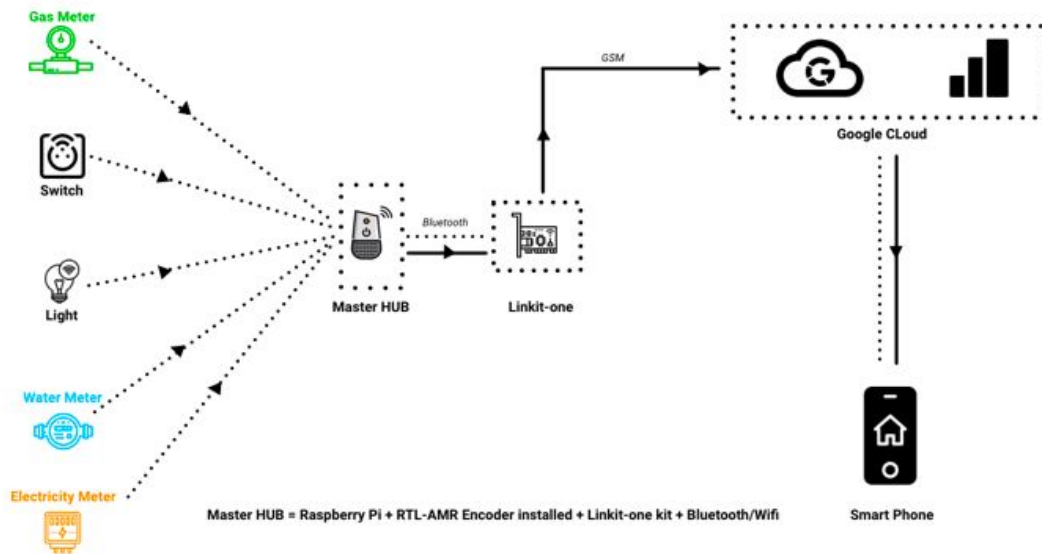 Gas Meter
GSM
Google CLoud
Switch
Bluetooth
Light
Master HUB
Linkit-one
Water Meter
Electricity Meter
Master HUB = Raspberry Pi + RTL-AMR Encoder installed + Linkit-one kit + Bluetooth/Wifi
Smart Phone